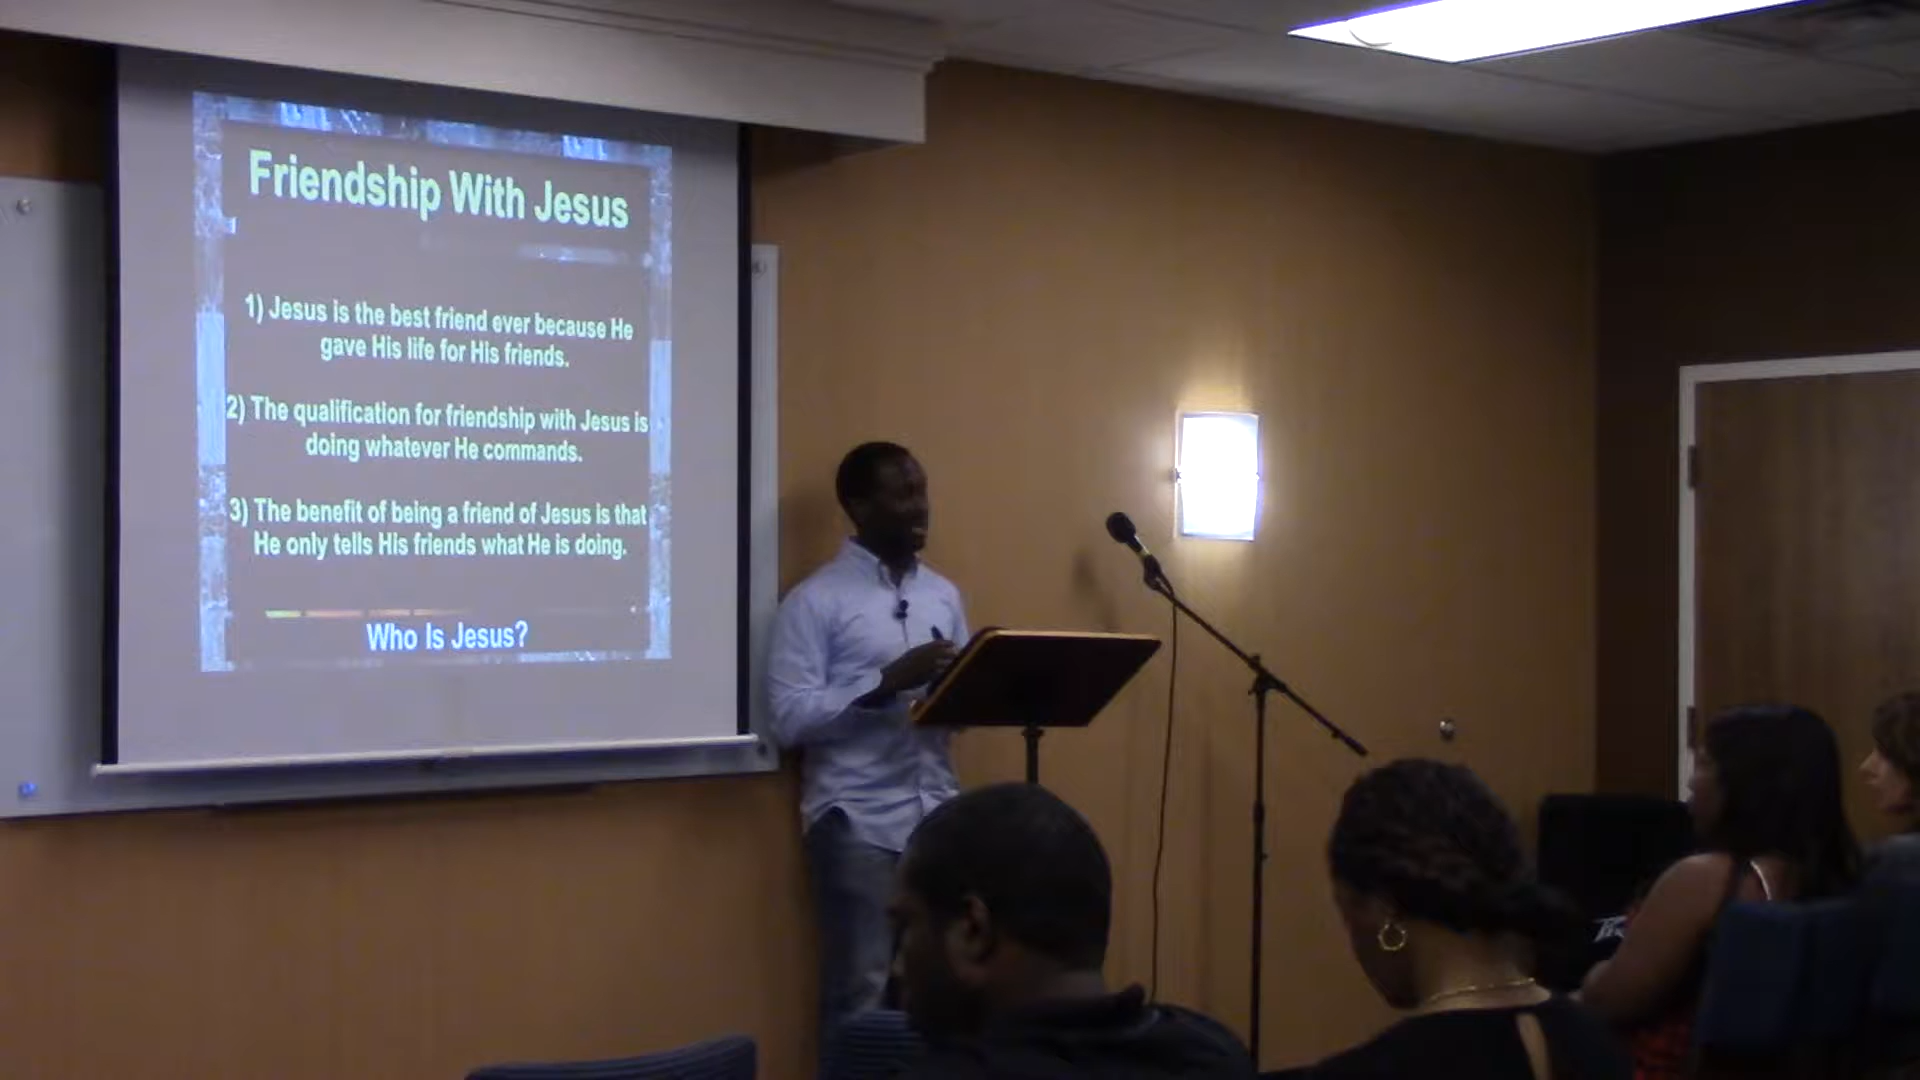 Friendship With Jesus
1) Jesus is the best friend ever because He
gave His life for His friends.
2) The qualification for friendship with Jesus is
doing whatever He commands.
3) The benefit of being a friend of Jesus is that
He only tells His friends what He is doing.
Who Is Jesus?